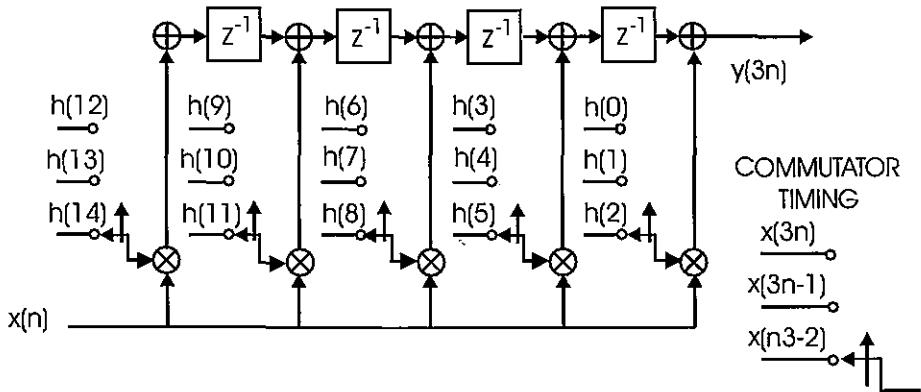 z⁻¹ z⁻¹ z⁻¹ z⁻¹
y(3n)
h(12) h(9) h(6) h(3) h(0)
h(13) h(10) h(7) h(4) h(1)
h(14) h(11) h(8) h(5) h(2)
x(n)
COMMUTATOR
TIMING
x(3n)
x(3n-1)
x(n3-2)